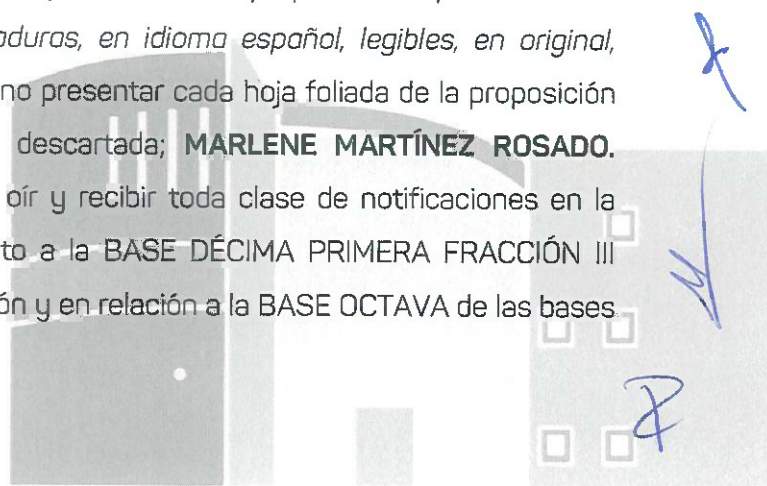 aduras, en idioma español, legibles, en original,
no presentar cada hoja foliada de la proposición
descartada; MARLENE MARTÍNEZ ROSADO.
oír y recibir toda clase de notificaciones en la
to a la BASE DÉCIMA PRIMERA FRACCIÓN III
ón y en relación a la BASE OCTAVA de las bases